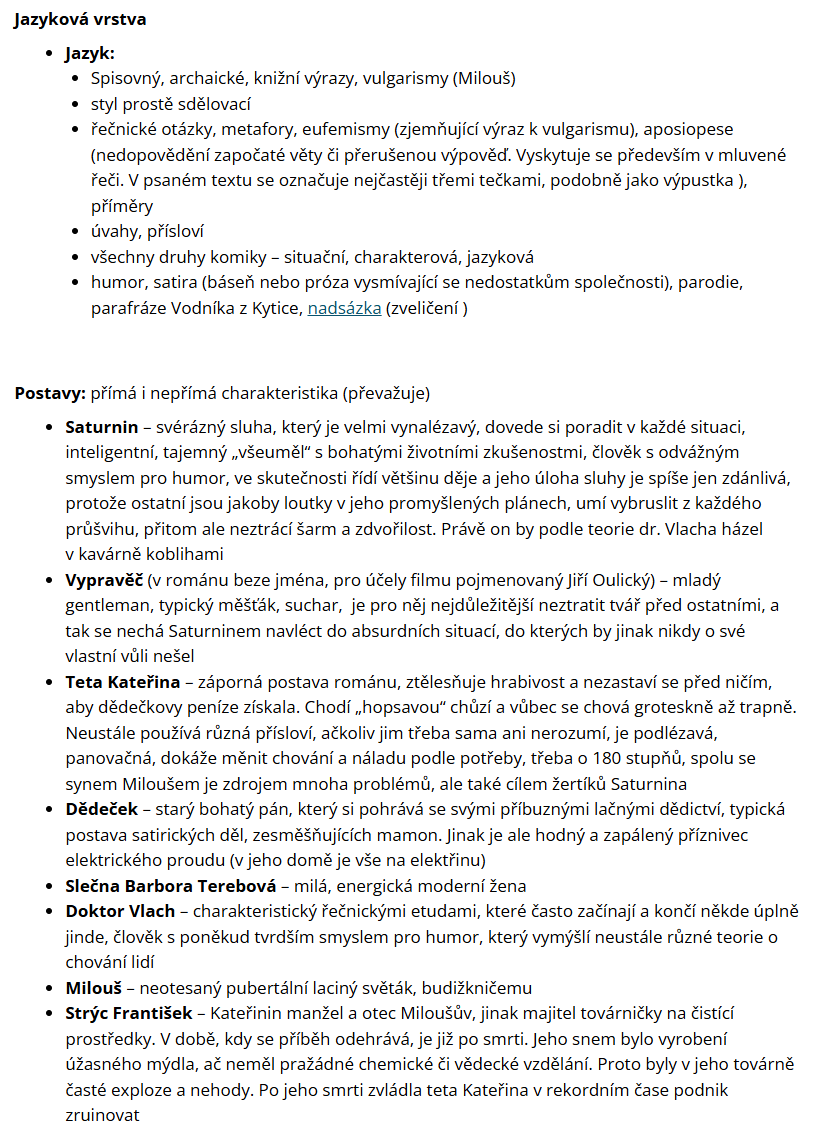 Jazyková vrstva
Jazyk:
Spisovný, archaické, knižní výrazy, vulgarismy (Milouš)
styl prostě sdělovací
řečnické otázky, metafory, eufemismy (zjemňující výraz k vulgarismu), aposiopese
(nedopovědění započaté věty či přerušenou výpověď. Vyskytuje se především v mluvené
řeči. V psaném textu se označuje nejčastěji třemi tečkami, podobně jako výpustka ),
příměry
úvahy, přísloví
všechny druhy komiky – situační, charakterová, jazyková
humor, satira (báseň nebo próza vysmívající se nedostatkům společnosti), parodie,
parafráze Vodníka z Kytice, nadsázka (zveličení )
Postavy: přímá i nepřímá charakteristika (převažuje)
Saturnin – svérázný sluha, který je velmi vynalézavý, dovede si poradit v každé situaci,
inteligentní, tajemný „všeuměl“ s bohatými životními zkušenostmi, člověk s odvážným
smyslem pro humor, ve skutečnosti řídí většinu děje a jeho úloha sluhy je spíše jen zdánlivá,
protože ostatní jsou jakoby loutky v jeho promyšlených plánech, umí vybruslit z každého
průšvihu, přitom ale neztrácí šarm a zdvořilost. Právě on by podle teorie dr. Vlacha házel
v kavárně koblihami
Vypravěč (v románu beze jména, pro účely filmu pojmenovaný Jiří Oulický) – mladý
gentleman, typický měšťák, suchar,  je pro něj nejdůležitější neztratit tvář před ostatními, a
tak se nechá Saturninem navléct do absurdních situací, do kterých by jinak nikdy o své
vlastní vůli nešel
Teta Kateřina – záporná postava románu, ztělesňuje hrabivost a nezastaví se před ničím,
aby dědečkovy peníze získala. Chodí „hopsavou“ chůzí a vůbec se chová groteskně až trapně.
Neustále používá různá přísloví, ačkoliv jim třeba sama ani nerozumí, je podlézavá,
panovačná, dokáže měnit chování a náladu podle potřeby, třeba o 180 stupňů, spolu se
synem Miloušem je zdrojem mnoha problémů, ale také cílem žertíků Saturnina
Dědeček – starý bohatý pán, který si pohrává se svými příbuznými lačnými dědictví, typická
postava satirických děl, zesměšňujících mamon. Jinak je ale hodný a zapálený příznivec
elektrického proudu (v jeho domě je vše na elektřinu)
Slečna Barbora Terebová – milá, energická moderní žena
Doktor Vlach – charakteristický řečnickými etudami, které často začínají a končí někde úplně
jinde, člověk s poněkud tvrdším smyslem pro humor, který vymýšlí neustále různé teorie o
chování lidí
Milouš – neotesaný pubertální laciný světák, budižkničemu
Strýc František – Kateřinin manžel a otec Miloušův, jinak majitel továrničky na čistící
prostředky. V době, kdy se příběh odehrává, je již po smrti. Jeho snem bylo vyrobení
úžasného mýdla, ač neměl pražádné chemické či vědecké vzdělání. Proto byly v jeho továrně
časté exploze a nehody. Po jeho smrti zvládla teta Kateřina v rekordním čase podnik
zruinovat